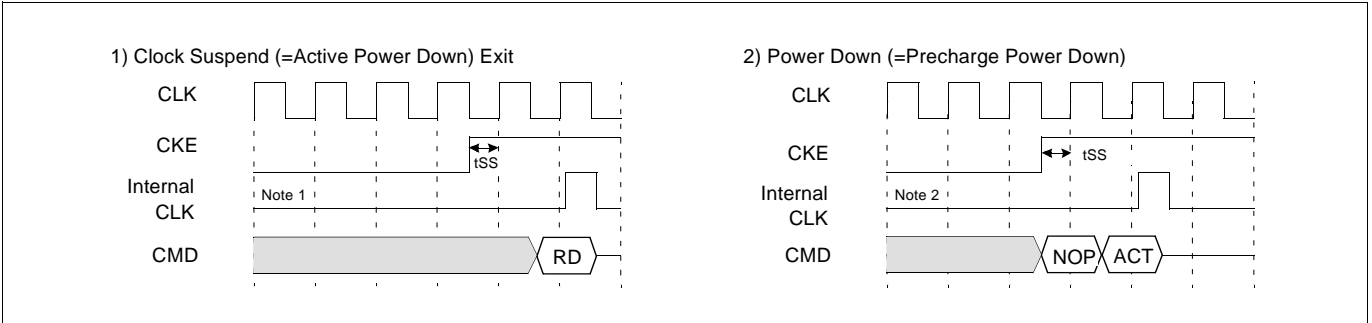 1) Clock Suspend (=Active Power Down) Exit
CLK
CKE
tSS
Internal
CLK
Note 1
CMD
RD
2) Power Down (=Precharge Power Down)
CLK
CKE
tSS
Internal
CLK
Note 2
CMD
NOP
ACT